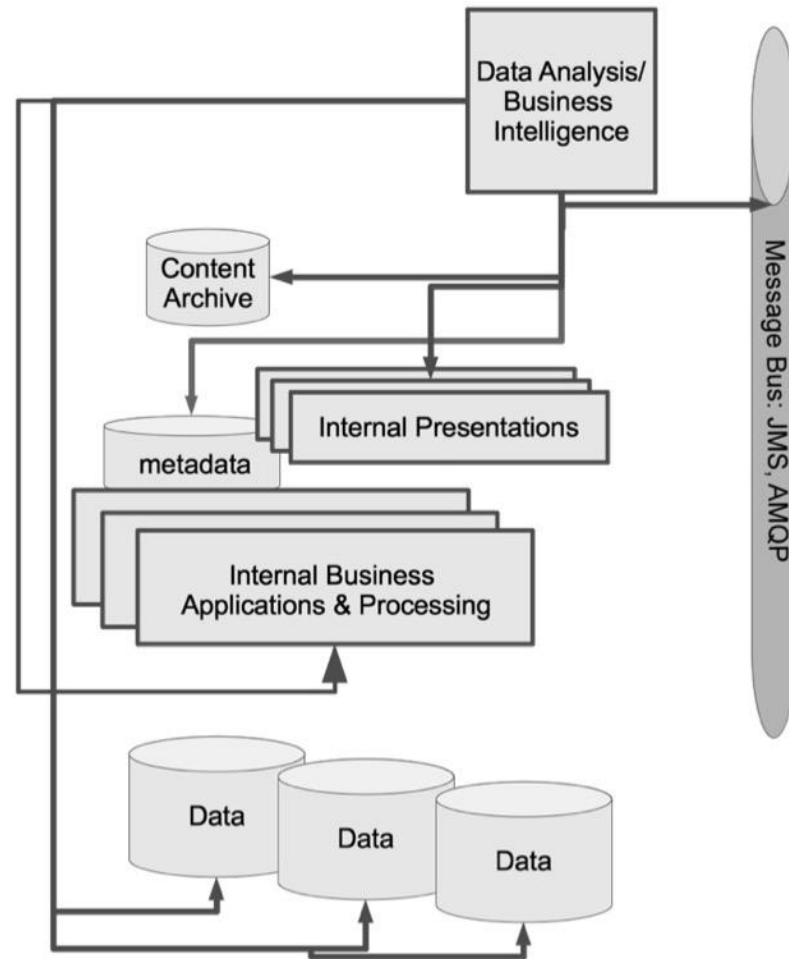 Data Analysis/
Business
Intelligence
Content
Archive
Message Bus: JMS, AMQP
Internal Presentations
metadata
Internal Business
Applications & Processing
Data
Data
Data